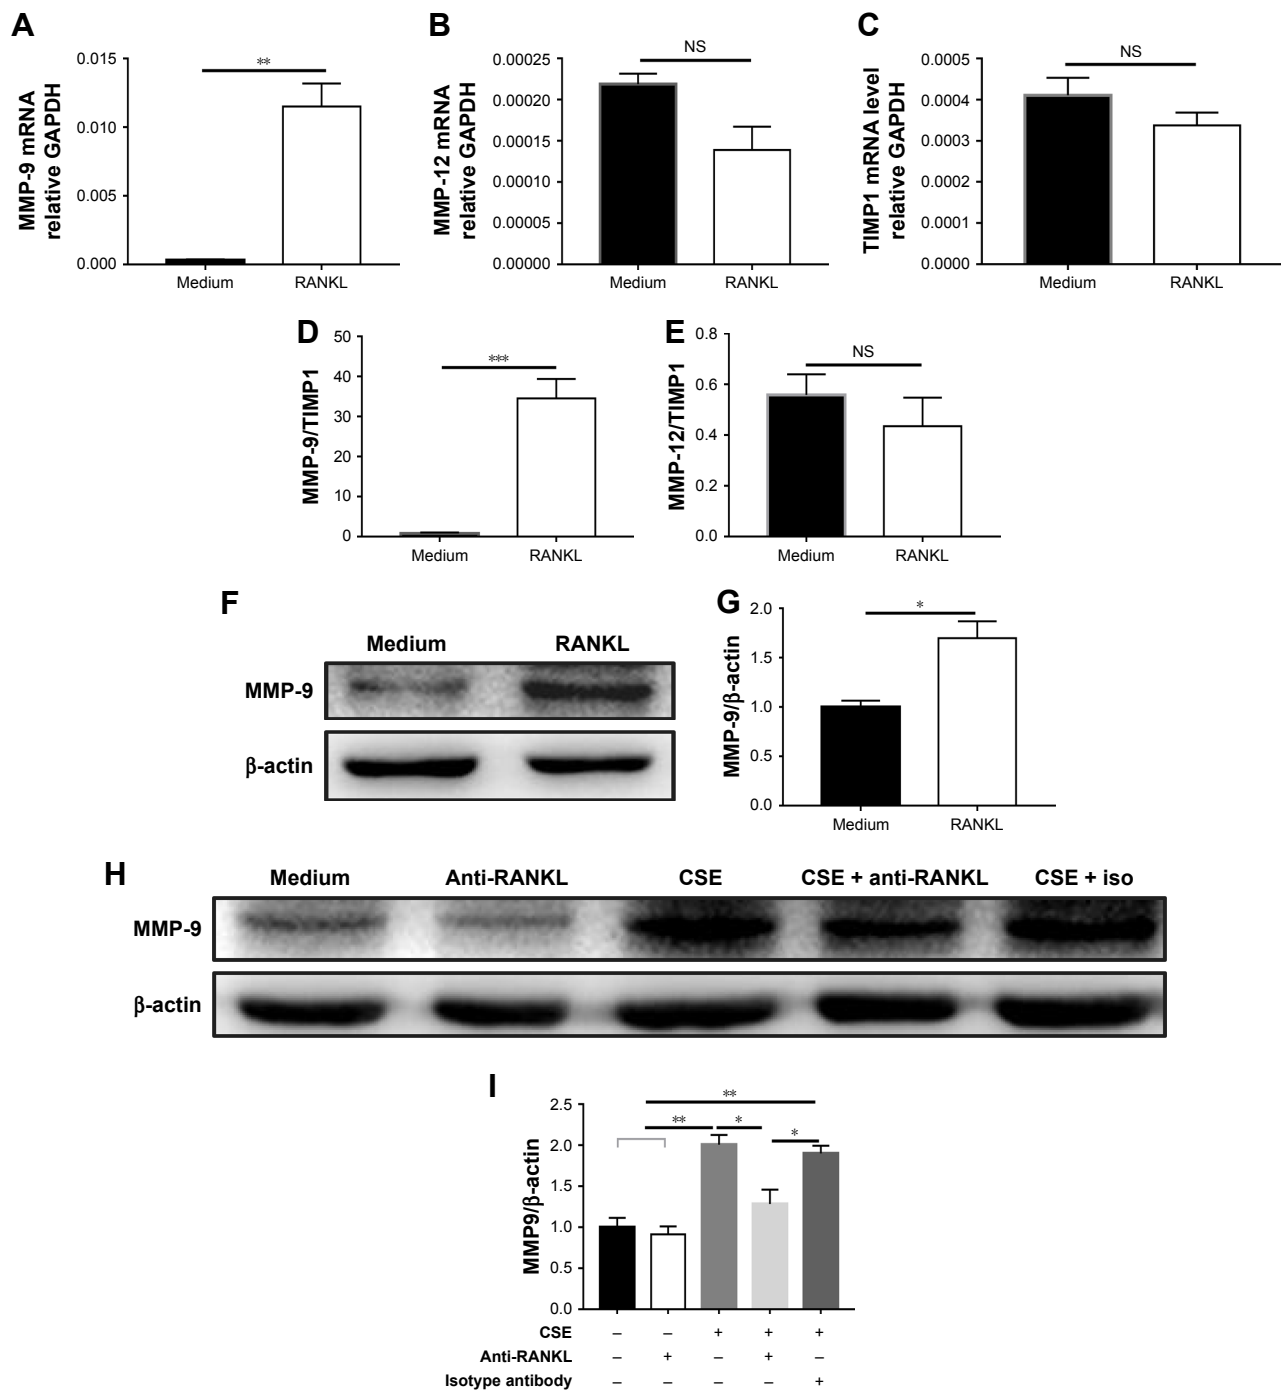 A
MMP-9 mRNA
relative GAPDH
0.015
0.010
0.005
0.000
**
Medium RANKL
B
MMP-12 mRNA
relative GAPDH
0.00025
0.00020
0.00015
0.00010
0.00005
0.00000
NS
Medium RANKL
C
TIMP1 mRNA level
relative GAPDH
0.0005
0.0004
0.0003
0.0002
0.0001
0.0000
NS
Medium RANKL
D
MMP-9/TIMP1
50
40
30
20
10
0
***
Medium RANKL
E
MMP-12/TIMP1
0.8
0.6
0.4
0.2
0.0
NS
Medium RANKL
F
Medium RANKL
MMP-9
β-actin
G
MMP-9/β-actin
2.0
1.5
1.0
0.5
0.0
*
Medium RANKL
H
Medium Anti-RANKL CSE CSE + anti-RANKL CSE + iso
MMP-9
β-actin
I
MMP9/β-actin
2.5
2.0
1.5
1.0
0.5
0.0
**
** *
*
CSE – – + + +
Anti-RANKL – + – + –
Isotype antibody – – – – +